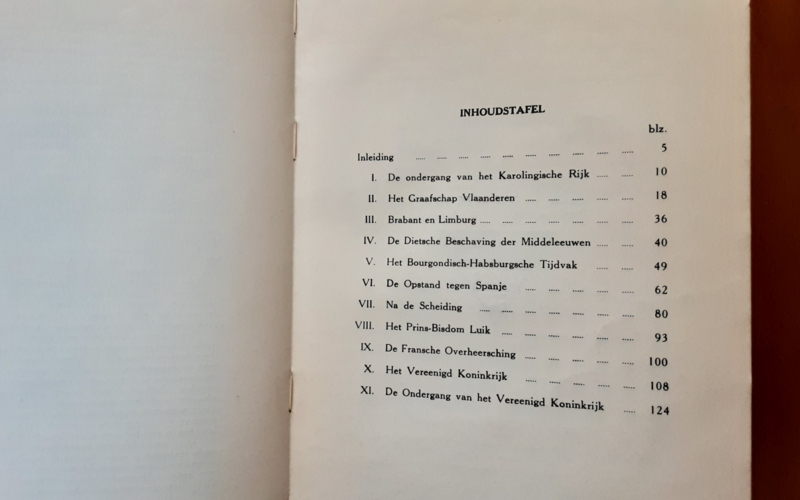 INHOUDSTAFEL
blz.
Inleiding ..... ..... ..... ..... ..... ..... ..... ..... ..... ..... 5
I. De ondergang van het Karolingische Rijk ..... ..... 10
II. Het Graafschap Vlaanderen ..... ..... ..... ..... ..... ..... 18
III. Brabant en Limburg ..... ..... ..... ..... ..... ..... ..... 36
IV. De Dietsche Beschaving der Middeleeuwen ..... ..... 40
V. Het Bourgondisch-Habsburgsche Tijdvak ..... ..... 49
VI. De Opstand tegen Spanje ..... ..... ..... ..... ..... ..... 62
VII. Na de Scheiding ..... ..... ..... ..... ..... ..... ..... 80
VIII. Het Prins-Bisdom Luik ..... ..... ..... ..... ..... ..... 93
IX. De Fransche Overheersching ..... ..... ..... ..... ..... ..... 100
X. Het Vereenigd Koninkrijk ..... ..... ..... ..... ..... ..... 108
XI. De Ondergang van het Vereenigd Koninkrijk ..... 124